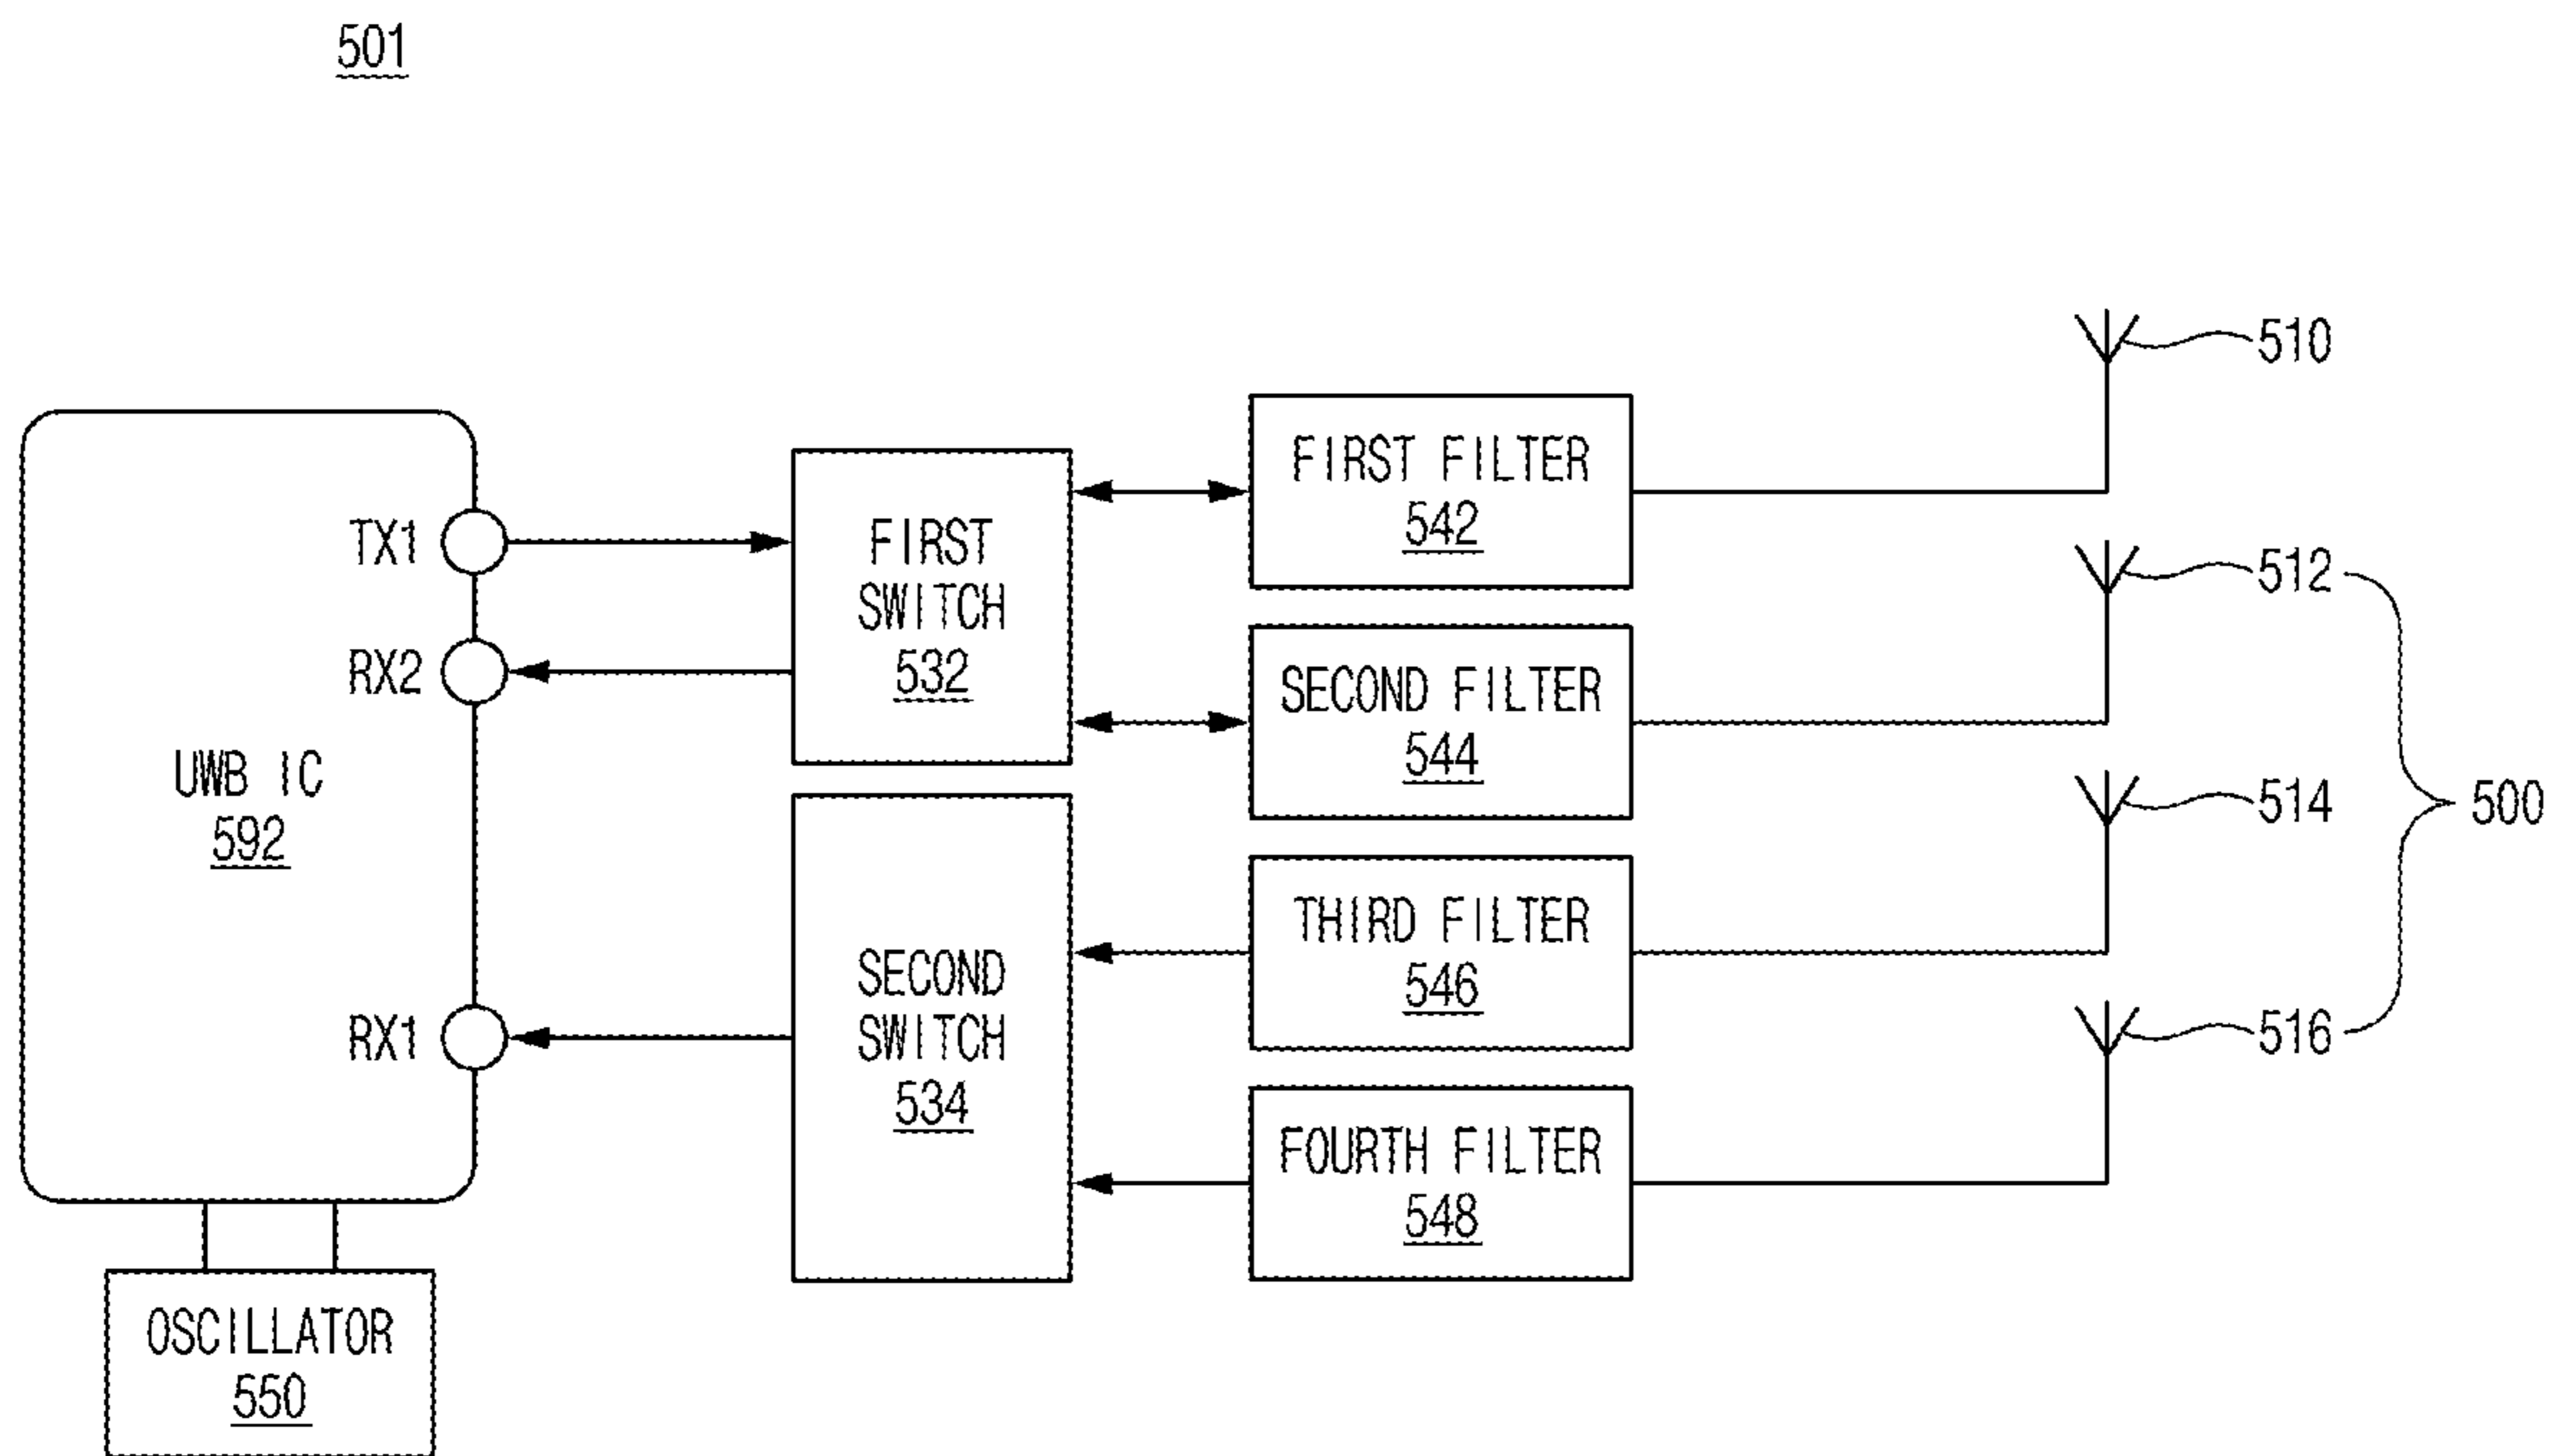 501
510
FIRST FILTER
542
TX1
FIRST
SWITCH
532
512
RX2
SECOND FILTER
544
UWB IC
592
514
500
THIRD FILTER
546
SECOND
SWITCH
534
RX1
516
FOURTH FILTER
548
OSCILLATOR
550